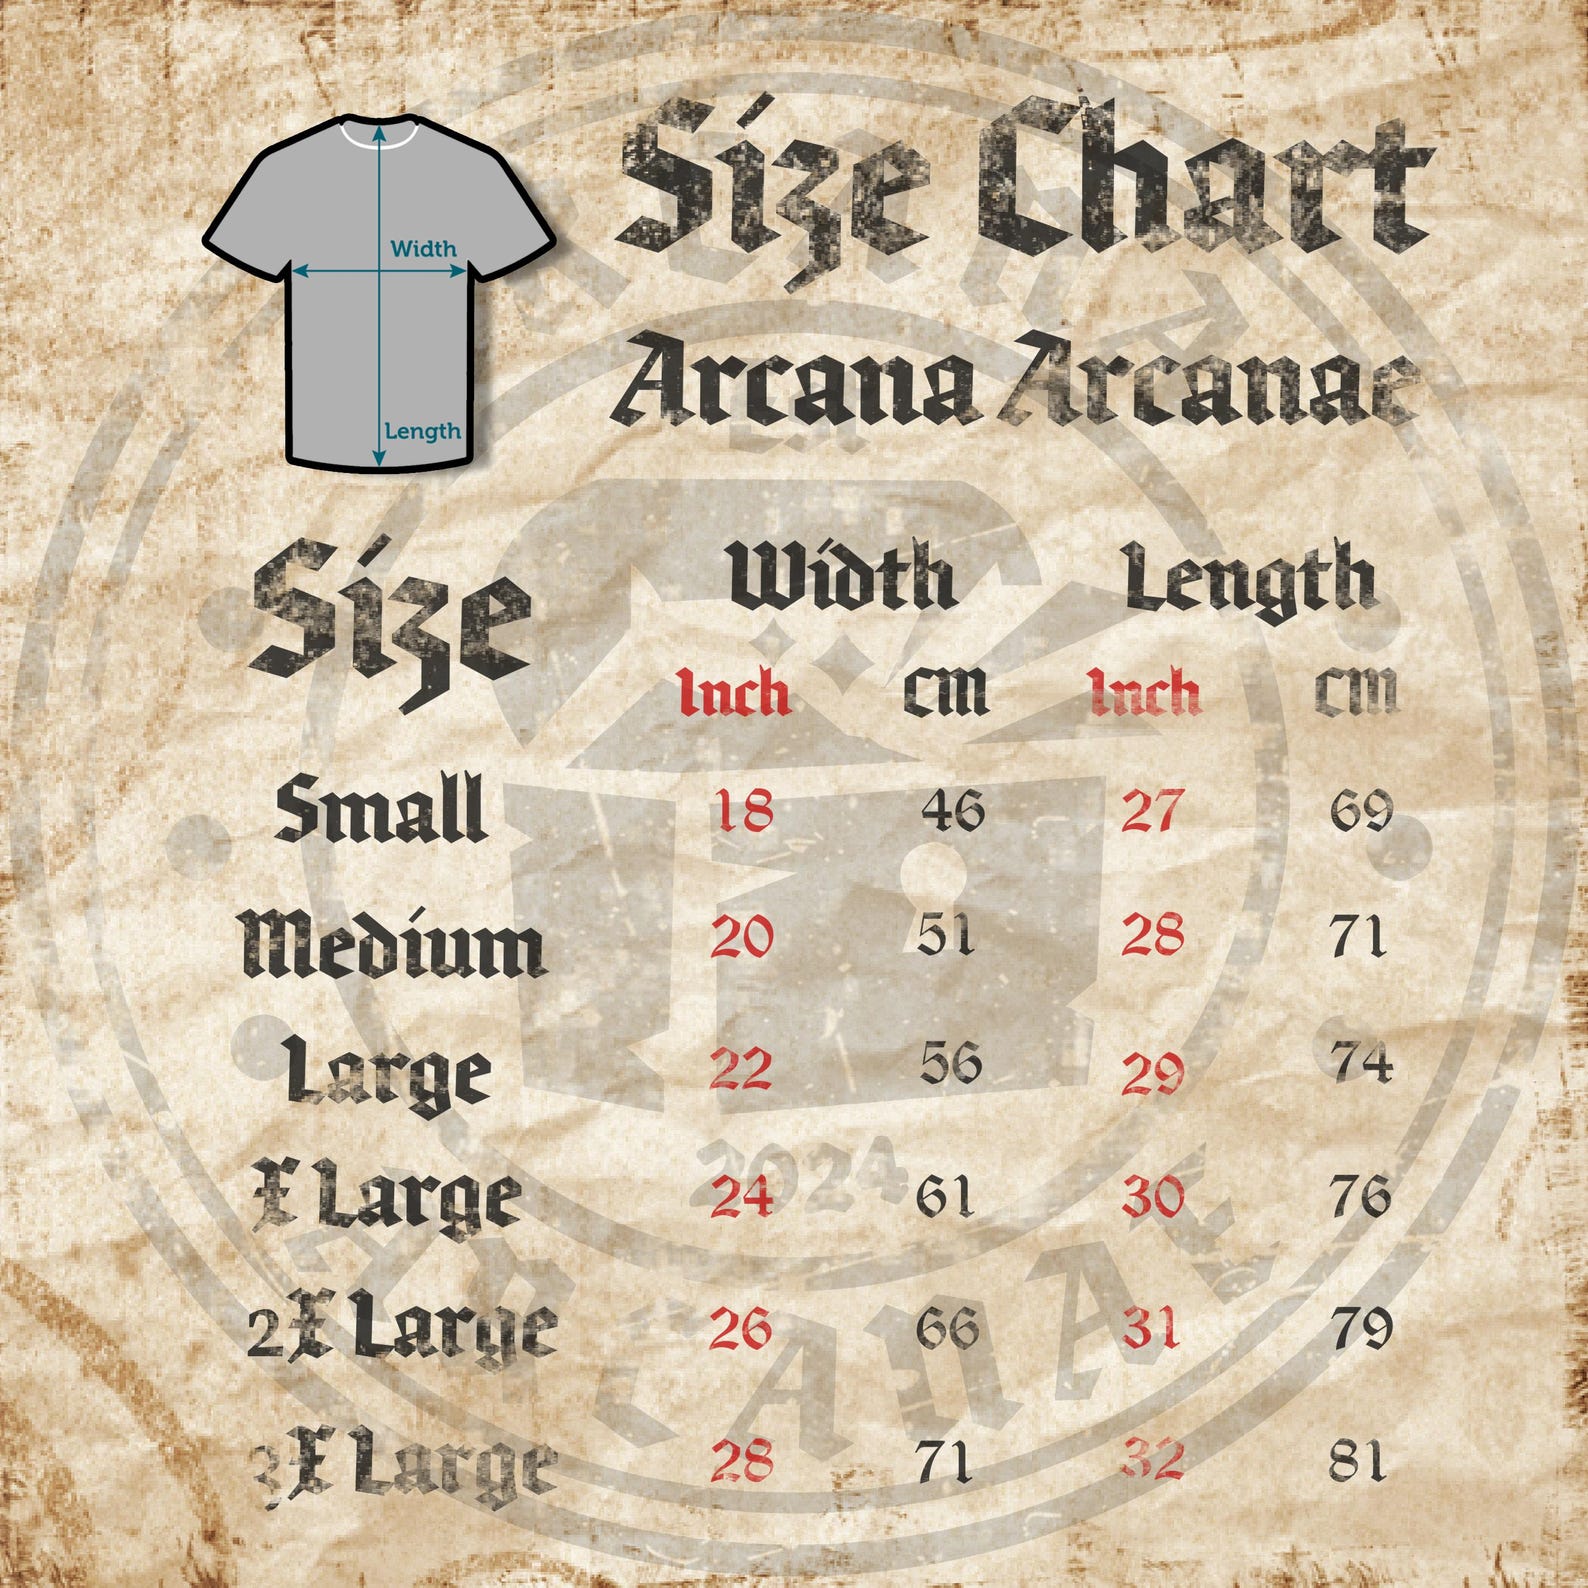 Size Chart
Arcana Arcanae
Width
Length
Size Width Length
Inch CM Inch CM
Small 18 46 27 69
Medium 20 51 28 71
Large 22 56 29 74
X Large 24 61 30 76
2X Large 26 66 31 79
3X Large 28 71 32 81
2024
ARCANAE